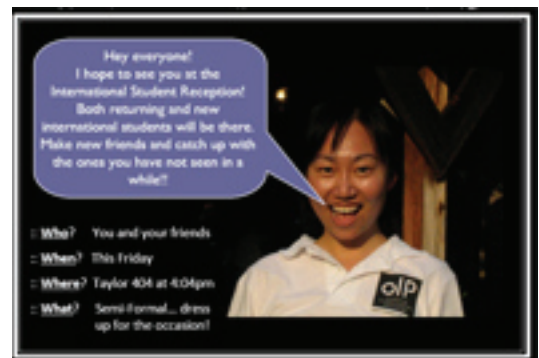 Hey everyone!
I hope to see you at the
International Student Reception!
Both returning and new
international students will be there.
Make new friends and catch up with
the ones you have not seen in a
while!!
:: Who? You and your friends
:: When? This Friday
:: Where? Taylor 404 at 4:04pm
:: What? Semi-Formal... dress
up for the occasion!
olp